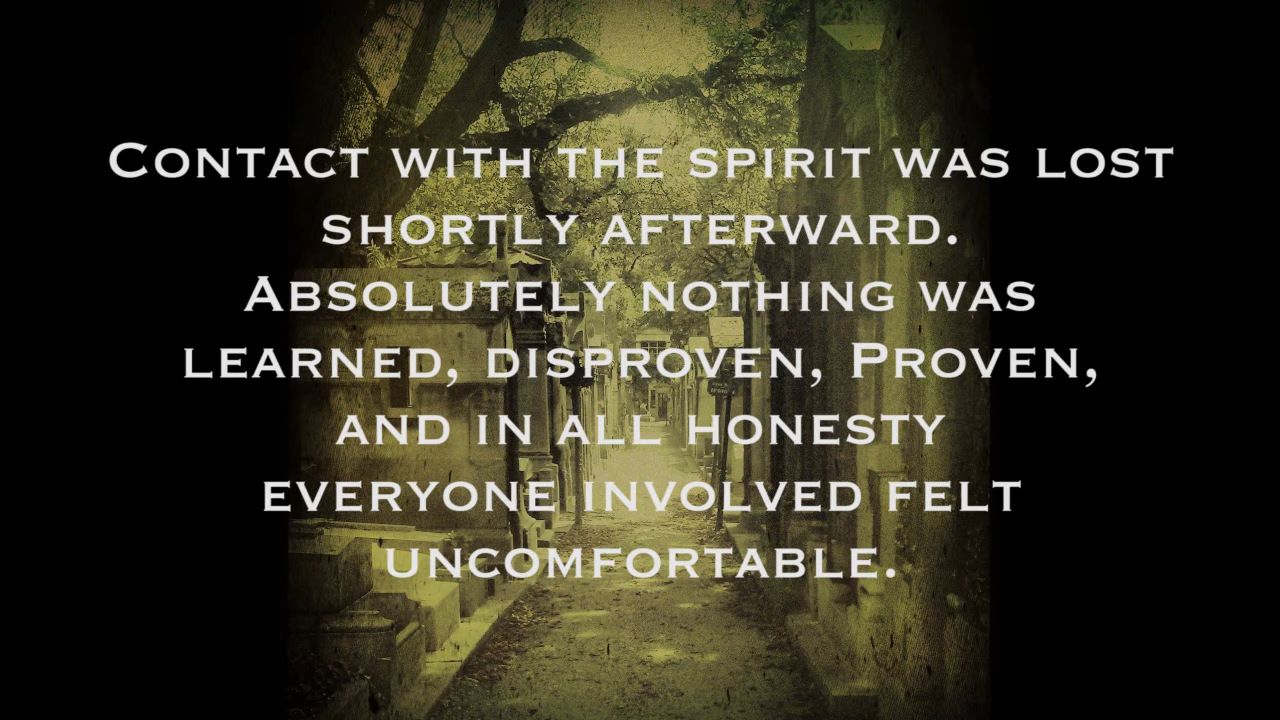 Contact with the spirit was lost
shortly afterward.
Absolutely nothing was
learned, disproven, Proven,
and in all honesty
everyone involved felt
uncomfortable.